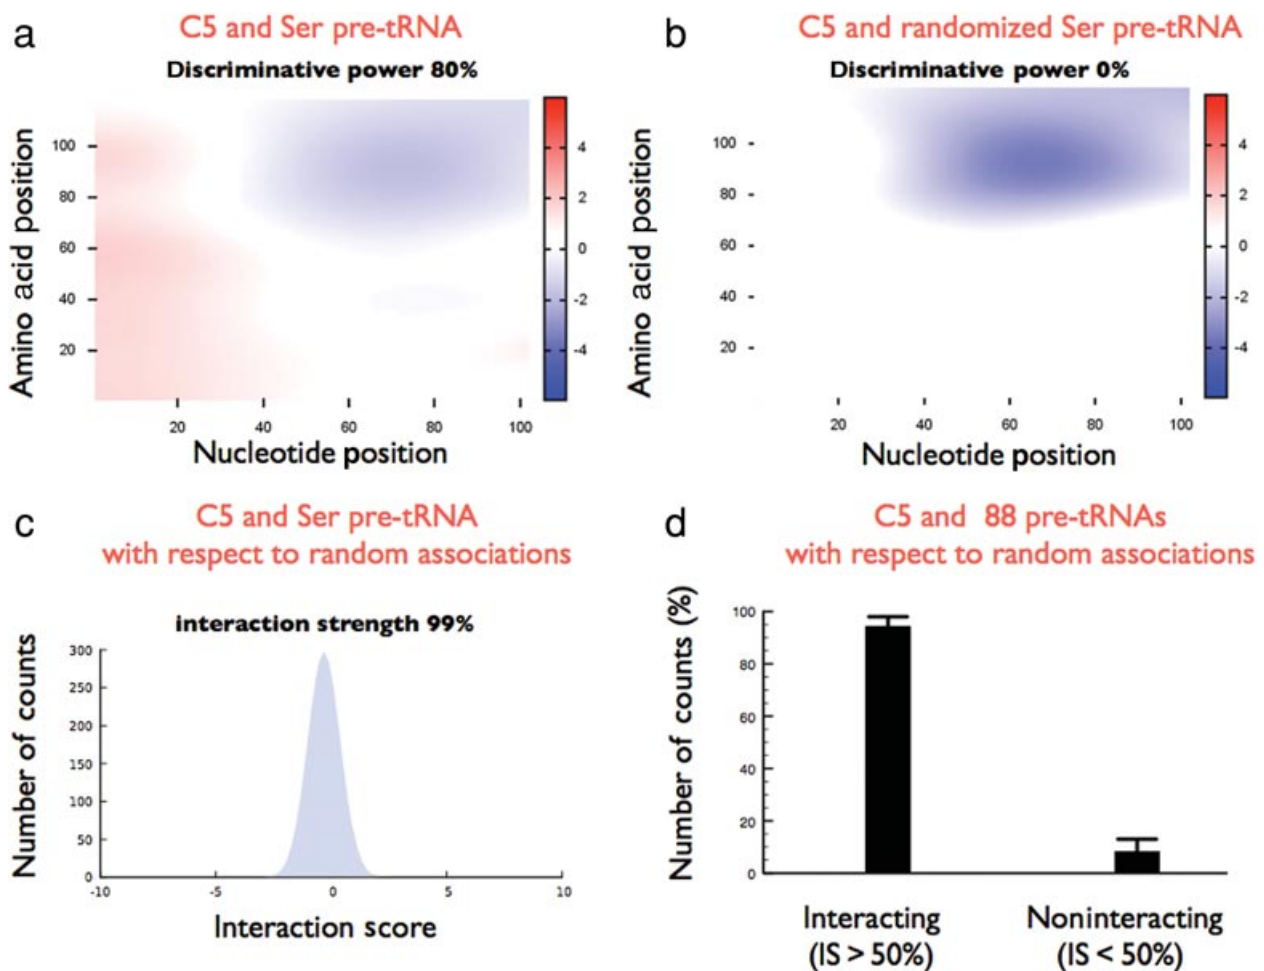 a
C5 and Ser pre-tRNA
Discriminative power 80%
Amino acid position
100
80
60
40
20
20 40 60 80 100
Nucleotide position
4
2
0
-2
-4
b
C5 and randomized Ser pre-tRNA
Discriminative power 0%
Amino acid position
100
80
60
40
20
20 40 60 80 100
Nucleotide position
4
2
0
-2
-4
c
C5 and Ser pre-tRNA
with respect to random associations
interaction strength 99%
Number of counts
300
250
200
150
100
50
0
-10 -5 0 5 10
Interaction score
d
C5 and 88 pre-tRNAs
with respect to random associations
Number of counts (%)
100
80
60
40
20
0
Interacting
(IS > 50%)
Noninteracting
(IS < 50%)